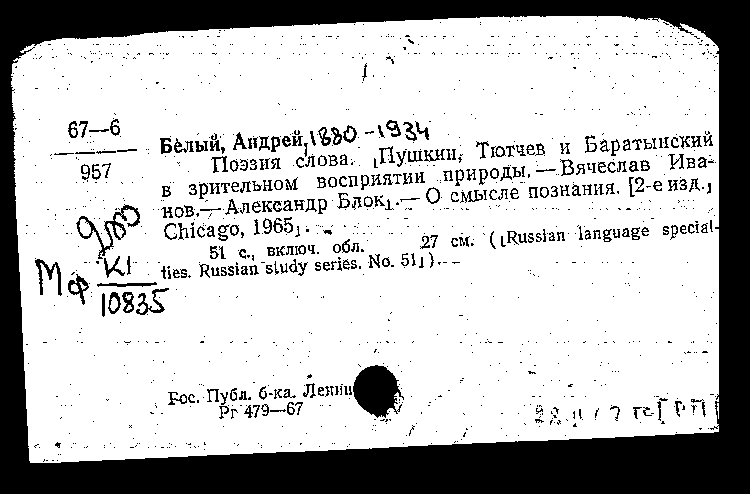 67—6
957
Белый, Андрей, 1880-1934
Поэзия слова. [Пушкин, Тютчев и Баратынский
в зрительном восприятии природы.—Вячеслав Ива-
нов.—Александр Блок].—О смысле познания. [2-е изд.]
Chicago, 1965].
51 с., включ. обл. 27 см. ([Russian language special-
ties. Russian study series. No. 51]).—
Мф К1
10835
Гос. Публ. б-ка. Ленин
Рг 479—67